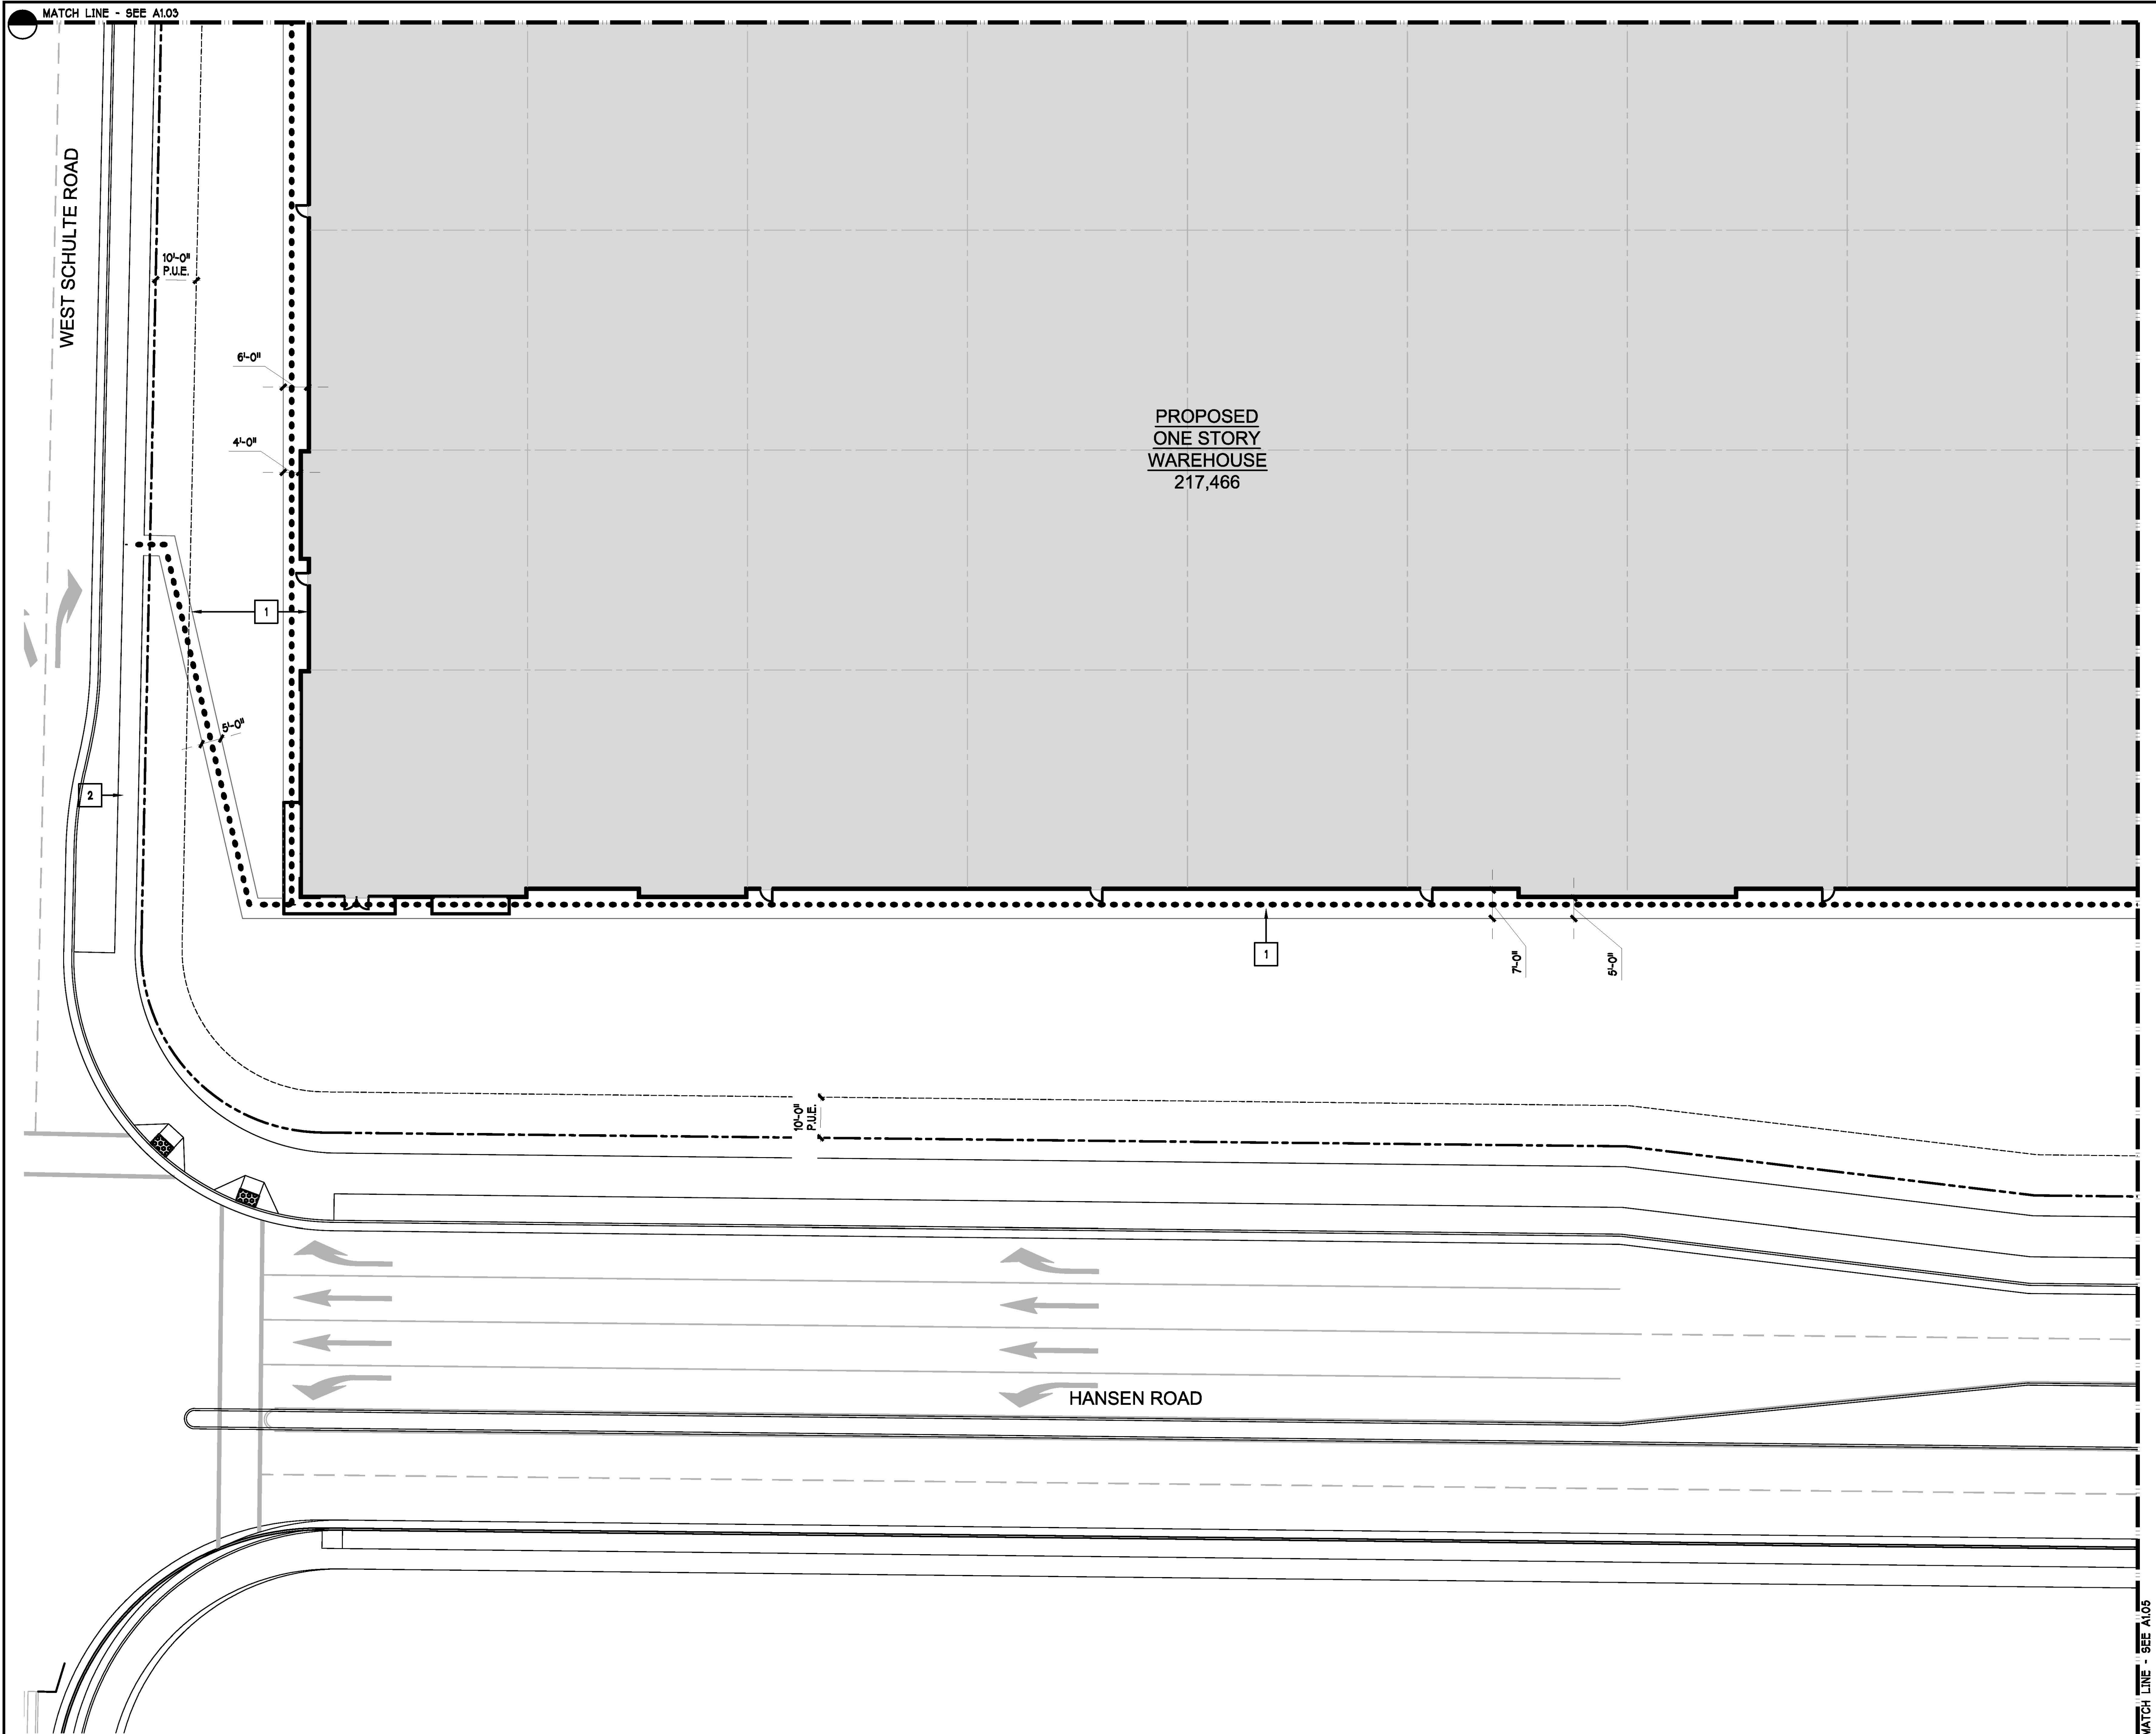 MATCH LINE - SEE A1.03
WEST SCHULTE ROAD
10'-0"
P.U.E.
6'-0"
4'-0"
PROPOSED
ONE STORY
WAREHOUSE
217,466
1
5'-0"
2
1
7'-0"
5'-0"
10'-0"
P.U.E.
HANSEN ROAD
MATCH LINE - SEE A1.05